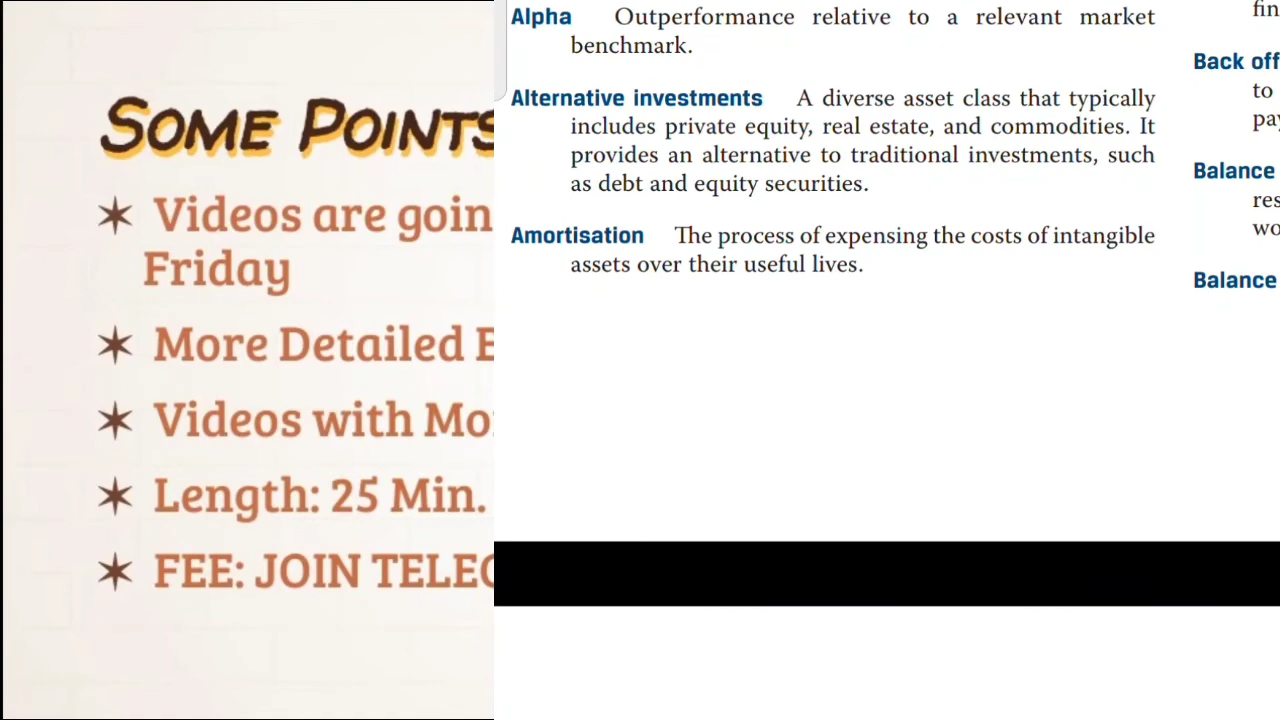 SOME POINTS
✶ Videos are goin
Friday
✶ More Detailed E
✶ Videos with Mo
✶ Length: 25 Min.
✶ FEE: JOIN TELEG
Alpha Outperformance relative to a relevant market
benchmark.
Alternative investments A diverse asset class that typically
includes private equity, real estate, and commodities. It
provides an alternative to traditional investments, such
as debt and equity securities.
Amortisation The process of expensing the costs of intangible
assets over their useful lives.
fin
Back off
to
pay
Balance
res
wo
Balance